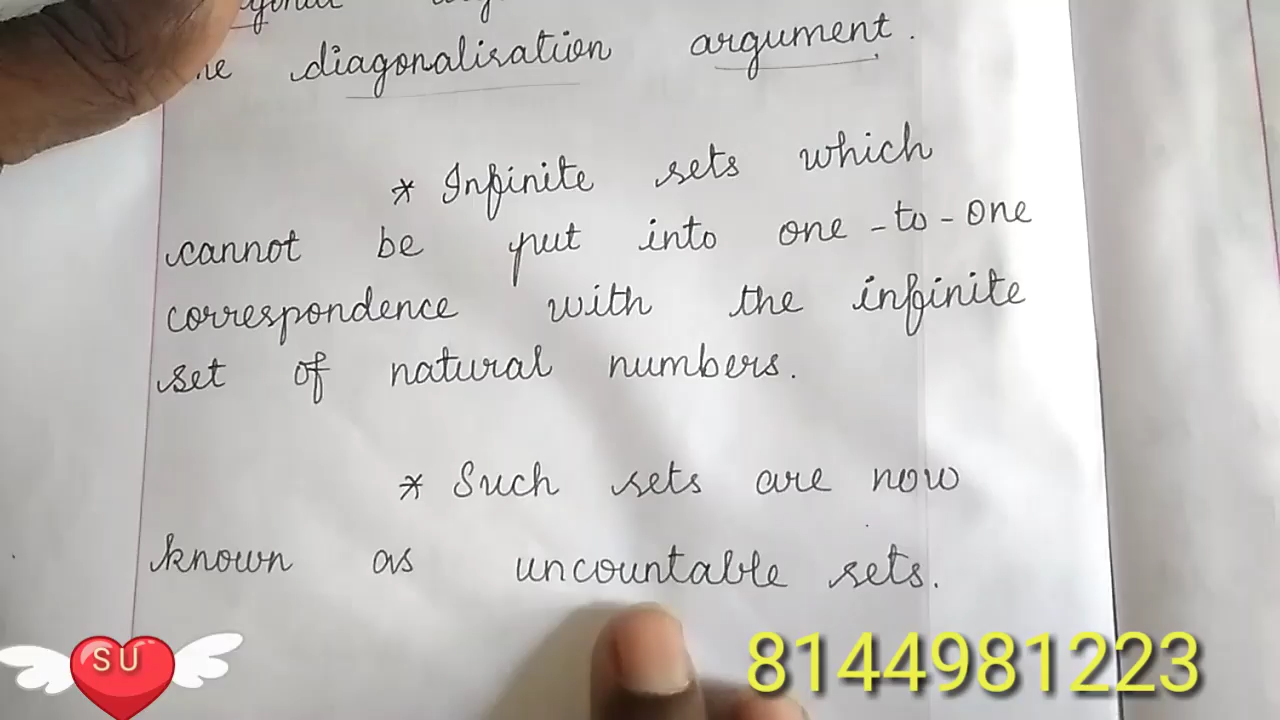 diagonalisation argument.
* Infinite sets which
cannot be put into one-to-one
correspondence with the infinite
set of natural numbers.
* Such sets are now
known as uncountable sets.
SU
8144981223